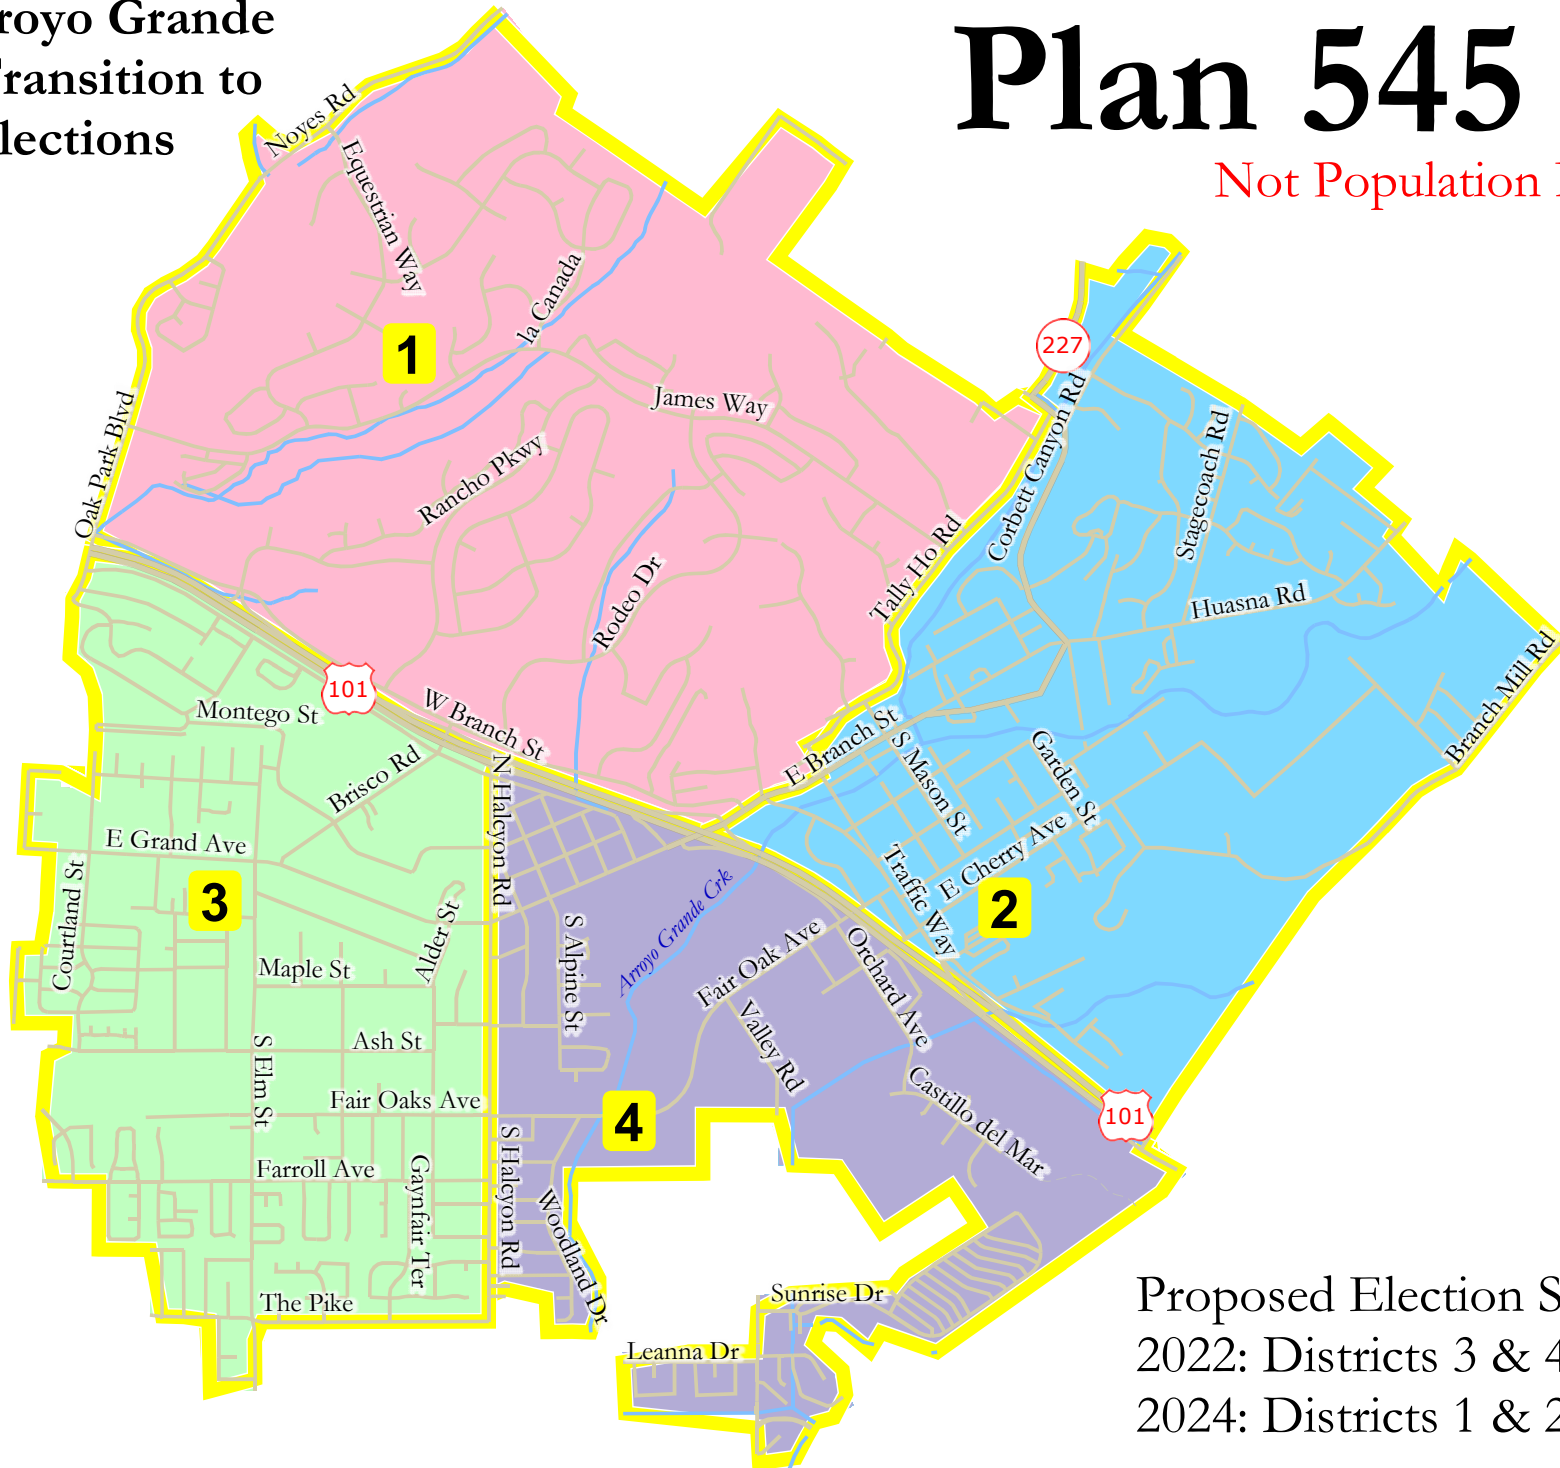 royo Grande
ransition to
lections
Plan 545
Not Population
Noyes Rd
Equestrian Way
la Canada
1
227
James Way
Corbett Canyon Rd
Stagecoach Rd
Oak Park Blvd
Rancho Pkwy
Tally Ho Rd
Rodeo Dr
Huasna Rd
Branch Mill Rd
101
W Branch St
Montego St
Brisco Rd
E Branch St
S Mason St
Garden St
N Halcyon Rd
E Grand Ave
Courtland St
3
Traffic Way
E Cherry Ave
2
Arroyo Grande Crk
Alder St
S Alpine St
Fair Oak Ave
Orchard Ave
Maple St
Valley Rd
Ash St
S Elm St
Fair Oaks Ave
4
Castillo del Mar
101
Farroll Ave
Gaynfair Ter
S Halcyon Rd
Woodland Dr
The Pike
Sunrise Dr
Leanna Dr
Proposed Election S
2022: Districts 3 & 4
2024: Districts 1 & 2